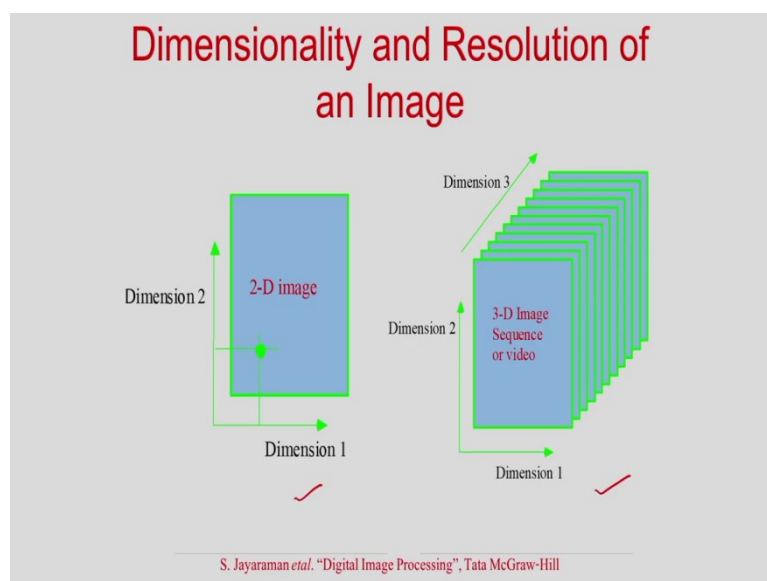 Dimensionality and Resolution of
an Image
Dimension 2
2-D image
Dimension 1
Dimension 3
Dimension 2
3-D Image
Sequence
or video
Dimension 1
S. Jayaraman etal. “Digital Image Processing”, Tata McGraw-Hill